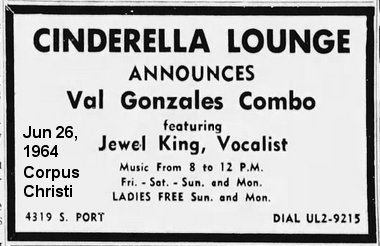 CINDERELLA LOUNGE
ANNOUNCES
Val Gonzales Combo
featuring
Jewel King, Vocalist
Music From 8 to 12 P.M.
Fri. - Sat. - Sun. and Mon.
LADIES FREE Sun. and Mon.
4319 S. PORT
DIAL UL2-9215
Jun 26,
1964
Corpus
Christi